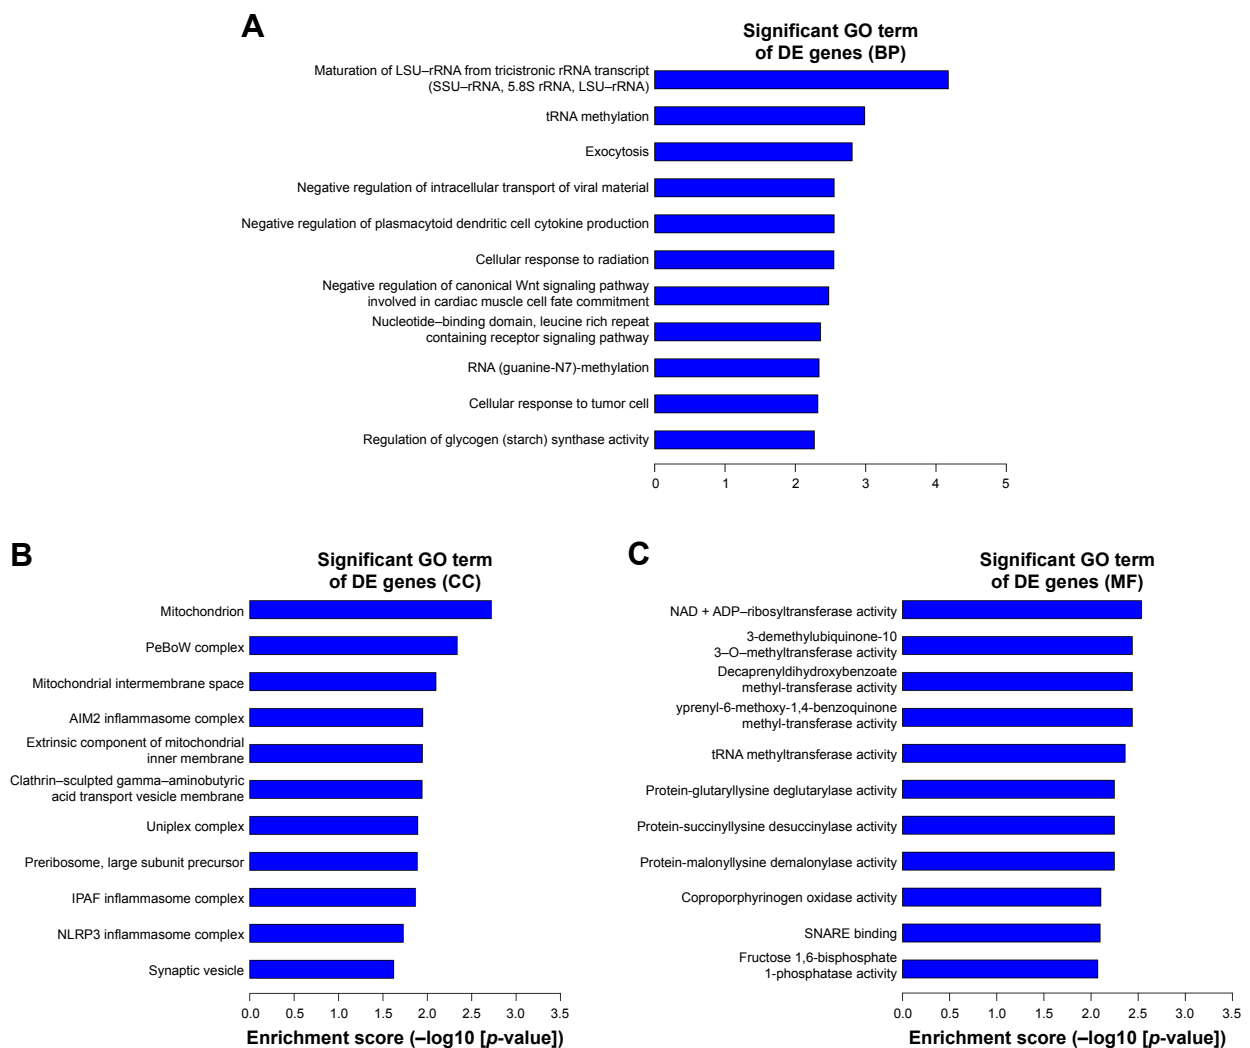 A
Significant GO term
of DE genes (BP)
Maturation of LSU–rRNA from tricistronic rRNA transcript
(SSU–rRNA, 5.8S rRNA, LSU–rRNA)
tRNA methylation
Exocytosis
Negative regulation of intracellular transport of viral material
Negative regulation of plasmacytoid dendritic cell cytokine production
Cellular response to radiation
Negative regulation of canonical Wnt signaling pathway
involved in cardiac muscle cell fate commitment
Nucleotide–binding domain, leucine rich repeat
containing receptor signaling pathway
RNA (guanine-N7)-methylation
Cellular response to tumor cell
Regulation of glycogen (starch) synthase activity
0 1 2 3 4 5
B
Significant GO term
of DE genes (CC)
Mitochondrion
PeBoW complex
Mitochondrial intermembrane space
AIM2 inflammasome complex
Extrinsic component of mitochondrial
inner membrane
Clathrin–sculpted gamma–aminobutyric
acid transport vesicle membrane
Uniplex complex
Preribosome, large subunit precursor
IPAF inflammasome complex
NLRP3 inflammasome complex
Synaptic vesicle
0.0 0.5 1.0 1.5 2.0 2.5 3.0 3.5
Enrichment score (–log10 [p-value])
C
Significant GO term
of DE genes (MF)
NAD + ADP–ribosyltransferase activity
3-demethylubiquinone-10
3–O–methyltransferase activity
Decaprenyldihydroxybenzoate
methyl-transferase activity
yprenyl-6-methoxy-1,4-benzoquinone
methyl-transferase activity
tRNA methyltransferase activity
Protein-glutaryllysine deglutarylase activity
Protein-succinyllysine desuccinylase activity
Protein-malonyllysine demalonylase activity
Coproporphyrinogen oxidase activity
SNARE binding
Fructose 1,6-bisphosphate
1-phosphatase activity
0.0 0.5 1.0 1.5 2.0 2.5 3.0 3.5
Enrichment score (–log10 [p-value])